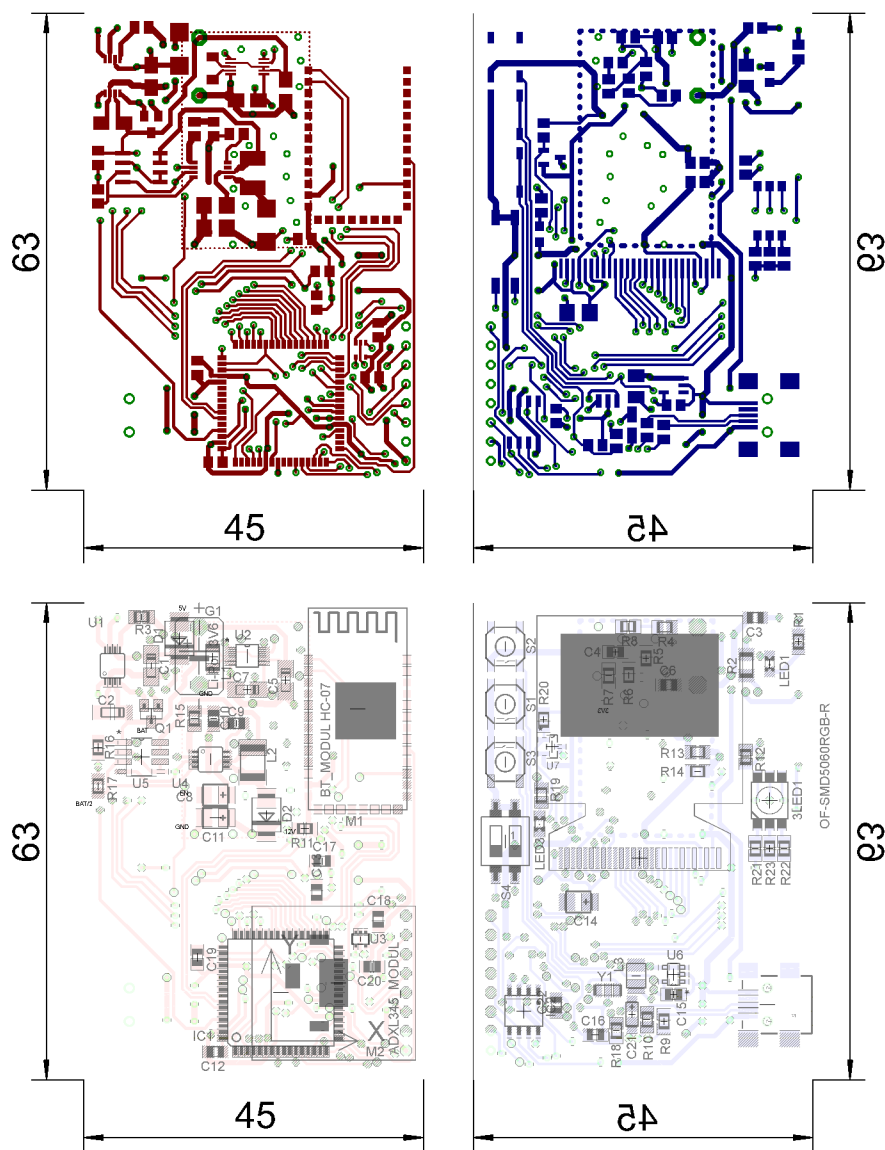 63
45
63
45
U1
R3
5V
G1
D1
U2
C1
C7
C5
GND
C2
Q1
R15
C9
R16
BAT
U5
U4
L2
R17
BAT/2
C8
GND
C11
D2
12V
R11
M1
BT_MODUL HC-07
C17
C18
U3
C19
C20
IC1
C12
Y
X
M2
ADXL345_MODUL
63
45
S2
S1
S3
R20
U7
R19
LED3
S4
1
R8
R4
C4
R5
R7
R6
C6
3V2
C3
R1
R2
LED1
R13
R14
R12
3LED1
OF-SMD5060RGB-R
R21
R23
R22
C14
Y1
U6
C15
C16
R18
C21
R10
R9
63
45